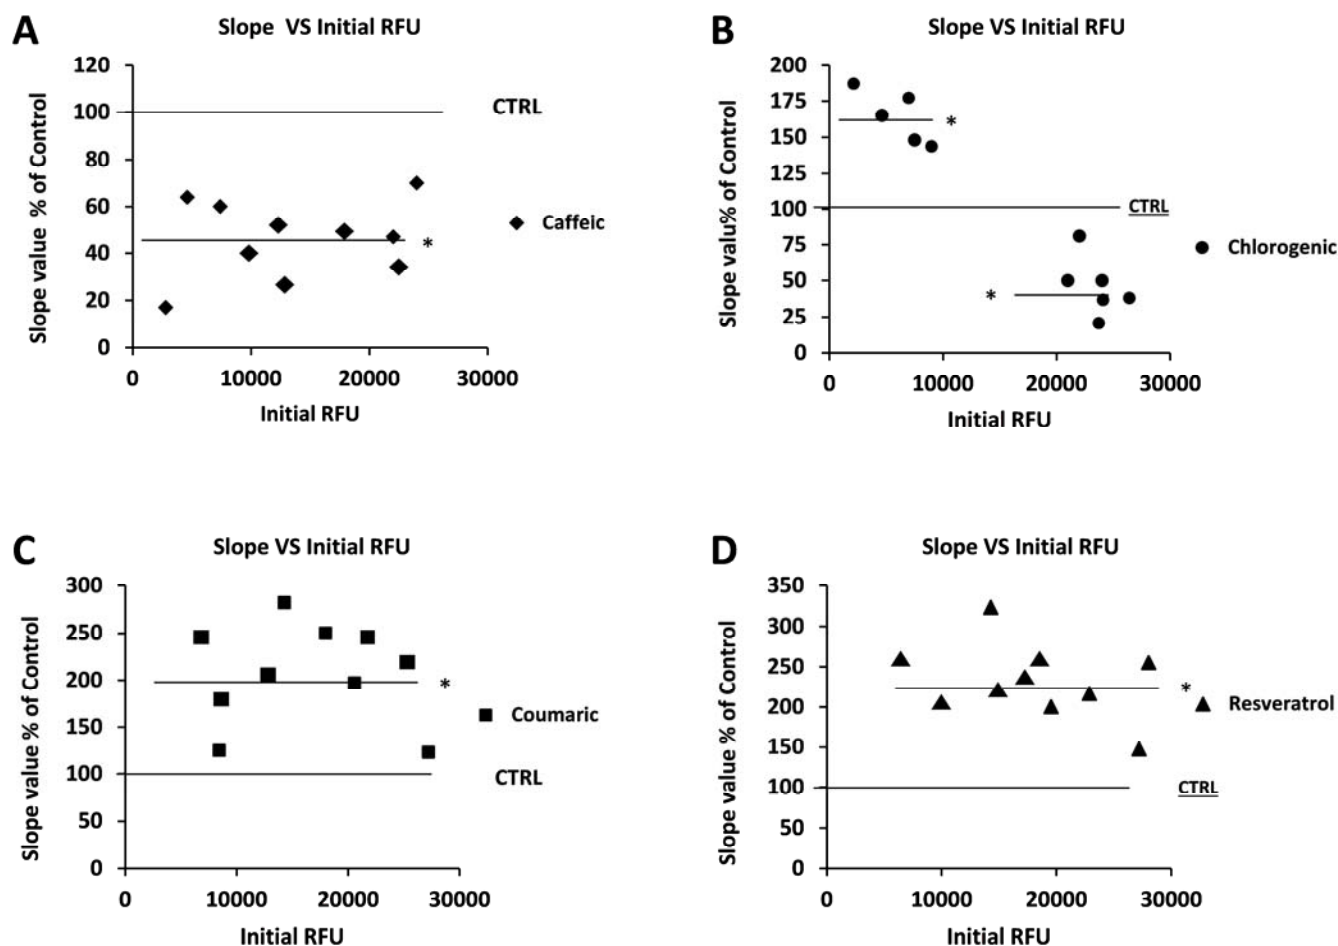 A
Slope VS Initial RFU
120
100
80
60
40
20
0
Slope value % of Control
CTRL
*
Caffeic
0 10000 20000 30000
Initial RFU
B
Slope VS Initial RFU
200
175
150
125
100
75
50
25
0
Slope valu% of Control
*
CTRL
*
Chlorogenic
0 10000 20000 30000
Initial RFU
C
Slope VS Initial RFU
300
250
200
150
100
50
0
Slope value % of Control
*
Coumaric
CTRL
0 10000 20000 30000
Initial RFU
D
Slope VS Initial RFU
350
300
250
200
150
100
50
0
Slope value % of Control
*
Resveratrol
CTRL
0 10000 20000 30000
Initial RFU